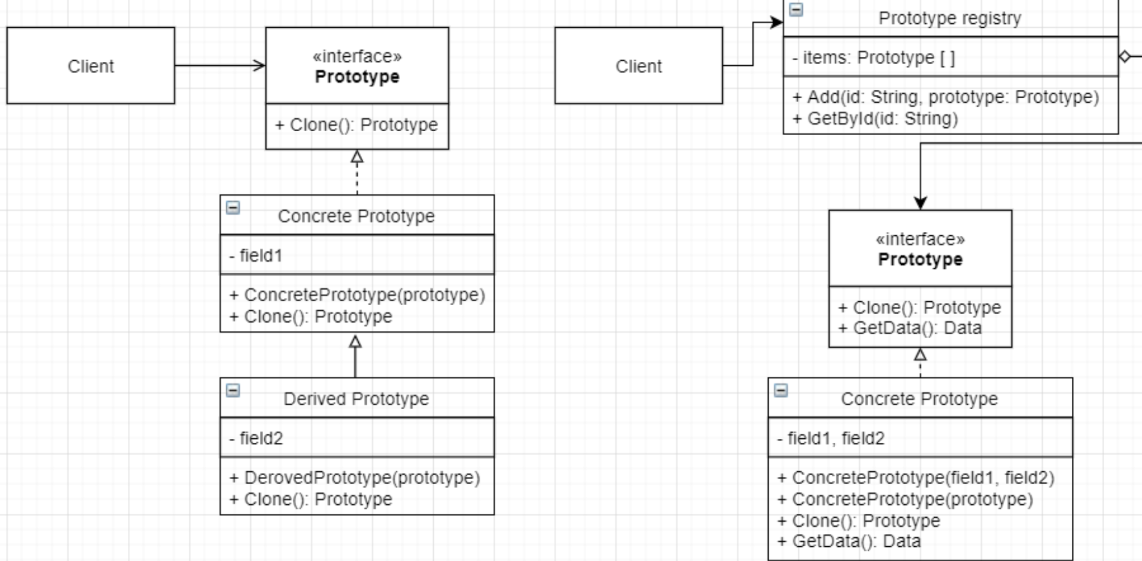 Client
«interface»
Prototype
+ Clone(): Prototype
Concrete Prototype
- field1
+ ConcretePrototype(prototype)
+ Clone(): Prototype
Derived Prototype
- field2
+ DerovedPrototype(prototype)
+ Clone(): Prototype
Client
Prototype registry
- items: Prototype [ ]
+ Add(id: String, prototype: Prototype)
+ GetById(id: String)
«interface»
Prototype
+ Clone(): Prototype
+ GetData(): Data
Concrete Prototype
- field1, field2
+ ConcretePrototype(field1, field2)
+ ConcretePrototype(prototype)
+ Clone(): Prototype
+ GetData(): Data